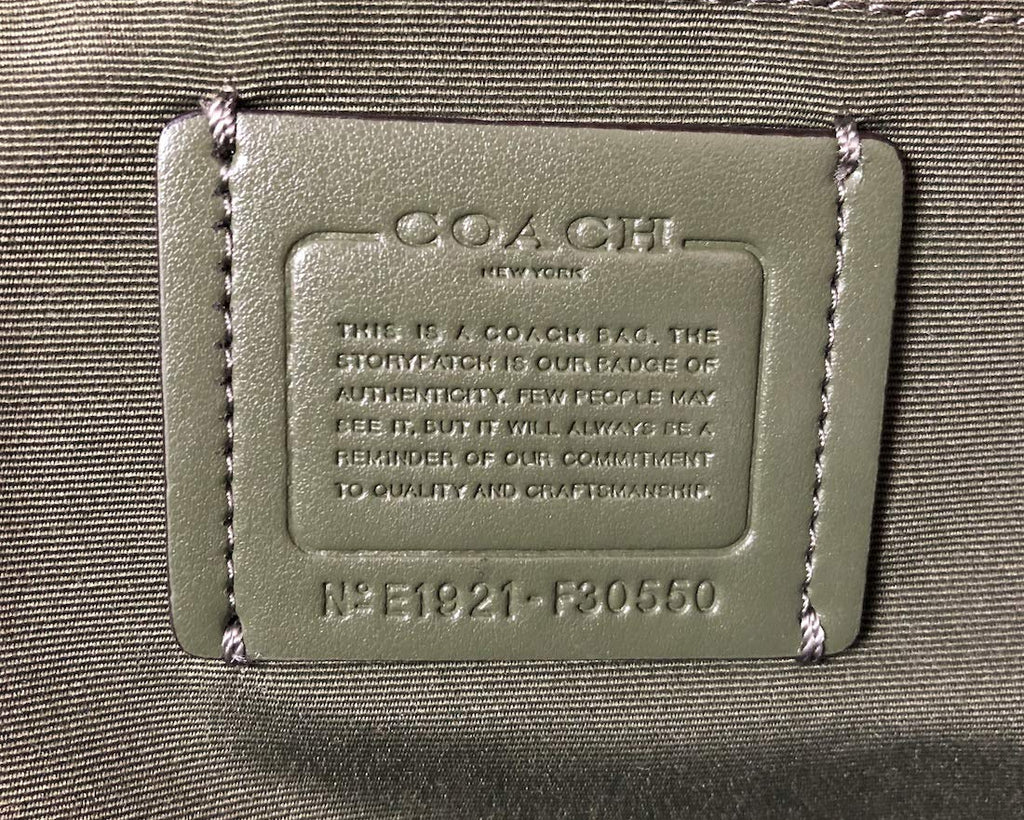 COACH
NEW YORK
THIS IS A COACH BAG. THE
STORYPATCH IS OUR BADGE OF
AUTHENTICITY. FEW PEOPLE MAY
SEE IT, BUT IT WILL ALWAYS BE A
REMINDER OF OUR COMMITMENT
TO QUALITY AND CRAFTSMANSHIP.
Nº E1921-F30550